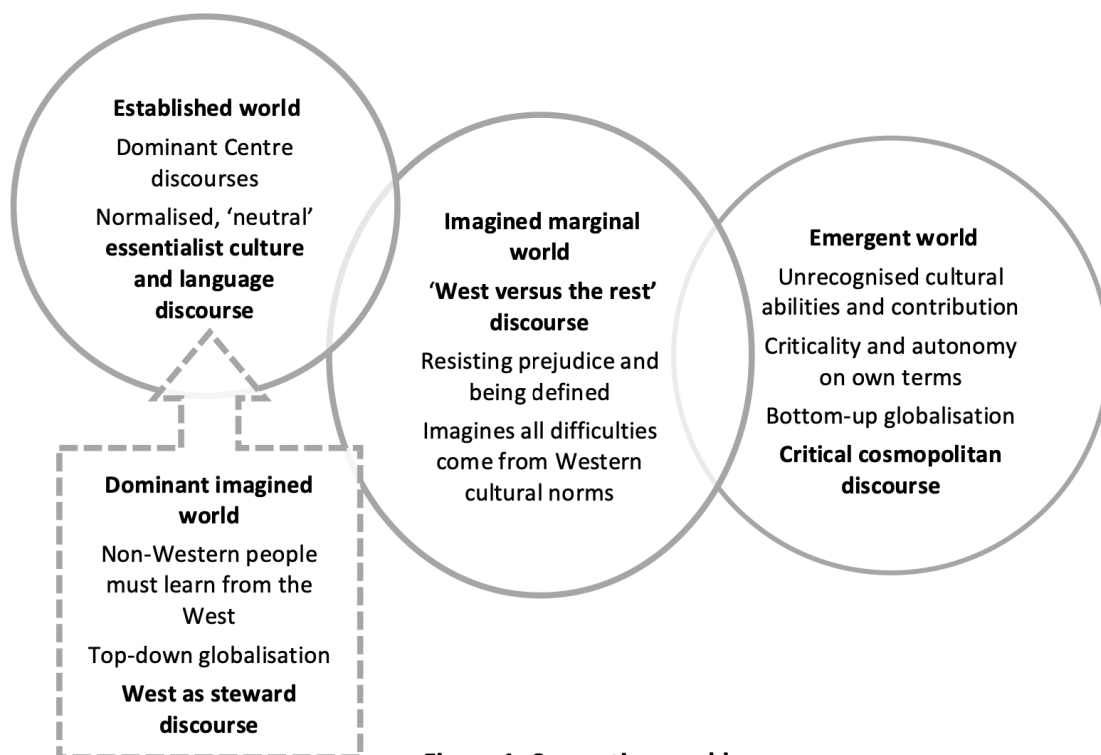 Established world
Dominant Centre
discourses
Normalised, ‘neutral’
essentialist culture
and language
discourse
Dominant imagined
world
Non-Western people
must learn from the
West
Top-down globalisation
West as steward
discourse
Imagined marginal
world
‘West versus the rest’
discourse
Resisting prejudice and
being defined
Imagines all difficulties
come from Western
cultural norms
Emergent world
Unrecognised cultural
abilities and contribution
Criticality and autonomy
on own terms
Bottom-up globalisation
Critical cosmopolitan
discourse